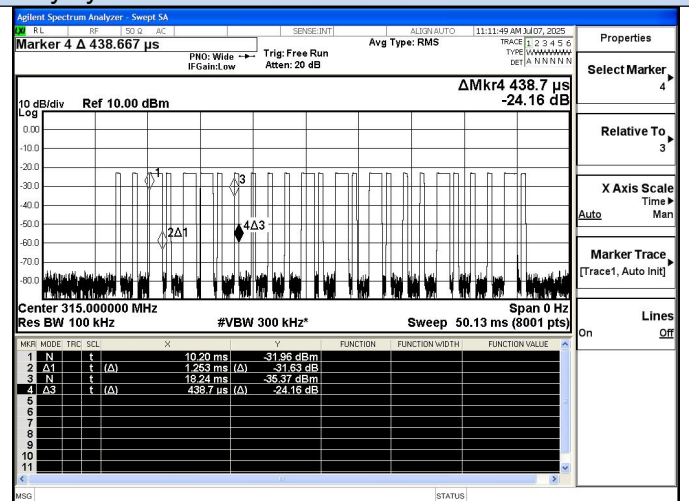 Agilent Spectrum Analyzer - Swept SA
LXI RL RF 50 Ω AC SENSE:INT ALIGN AUTO 11:11:49 AM Jul 07, 2025
Marker 4 Δ 438.667 µs
PNO: Wide
IFGain:Low
Trig: Free Run
Atten: 20 dB
Avg Type: RMS
TRACE 1 2 3 4 5 6
TYPE WWWWWW
DET A N N N N N
ΔMkr4 438.7 µs
-24.16 dB
10 dB/div Ref 10.00 dBm
Log
0.00
-10.0
-20.0
-30.0
-40.0
-50.0
-60.0
-70.0
-80.0
1
3
2Δ1
4Δ3
Center 315.000000 MHz Span 0 Hz
Res BW 100 kHz #VBW 300 kHz* Sweep 50.13 ms (8001 pts)
MKR MODE TRC SCL X Y FUNCTION FUNCTION WIDTH FUNCTION VALUE
1 N t 10.20 ms -31.96 dBm
2 Δ1 t (Δ) 1.253 ms (Δ) -31.63 dB
3 N t 18.24 ms -35.37 dBm
4 Δ3 t (Δ) 438.7 µs (Δ) -24.16 dB
5
6
7
8
9
10
11
MSG STATUS
Properties
Select Marker
4
Relative To
3
X Axis Scale
Time
Auto Man
Marker Trace
[Trace1, Auto Init]
Lines
On Off